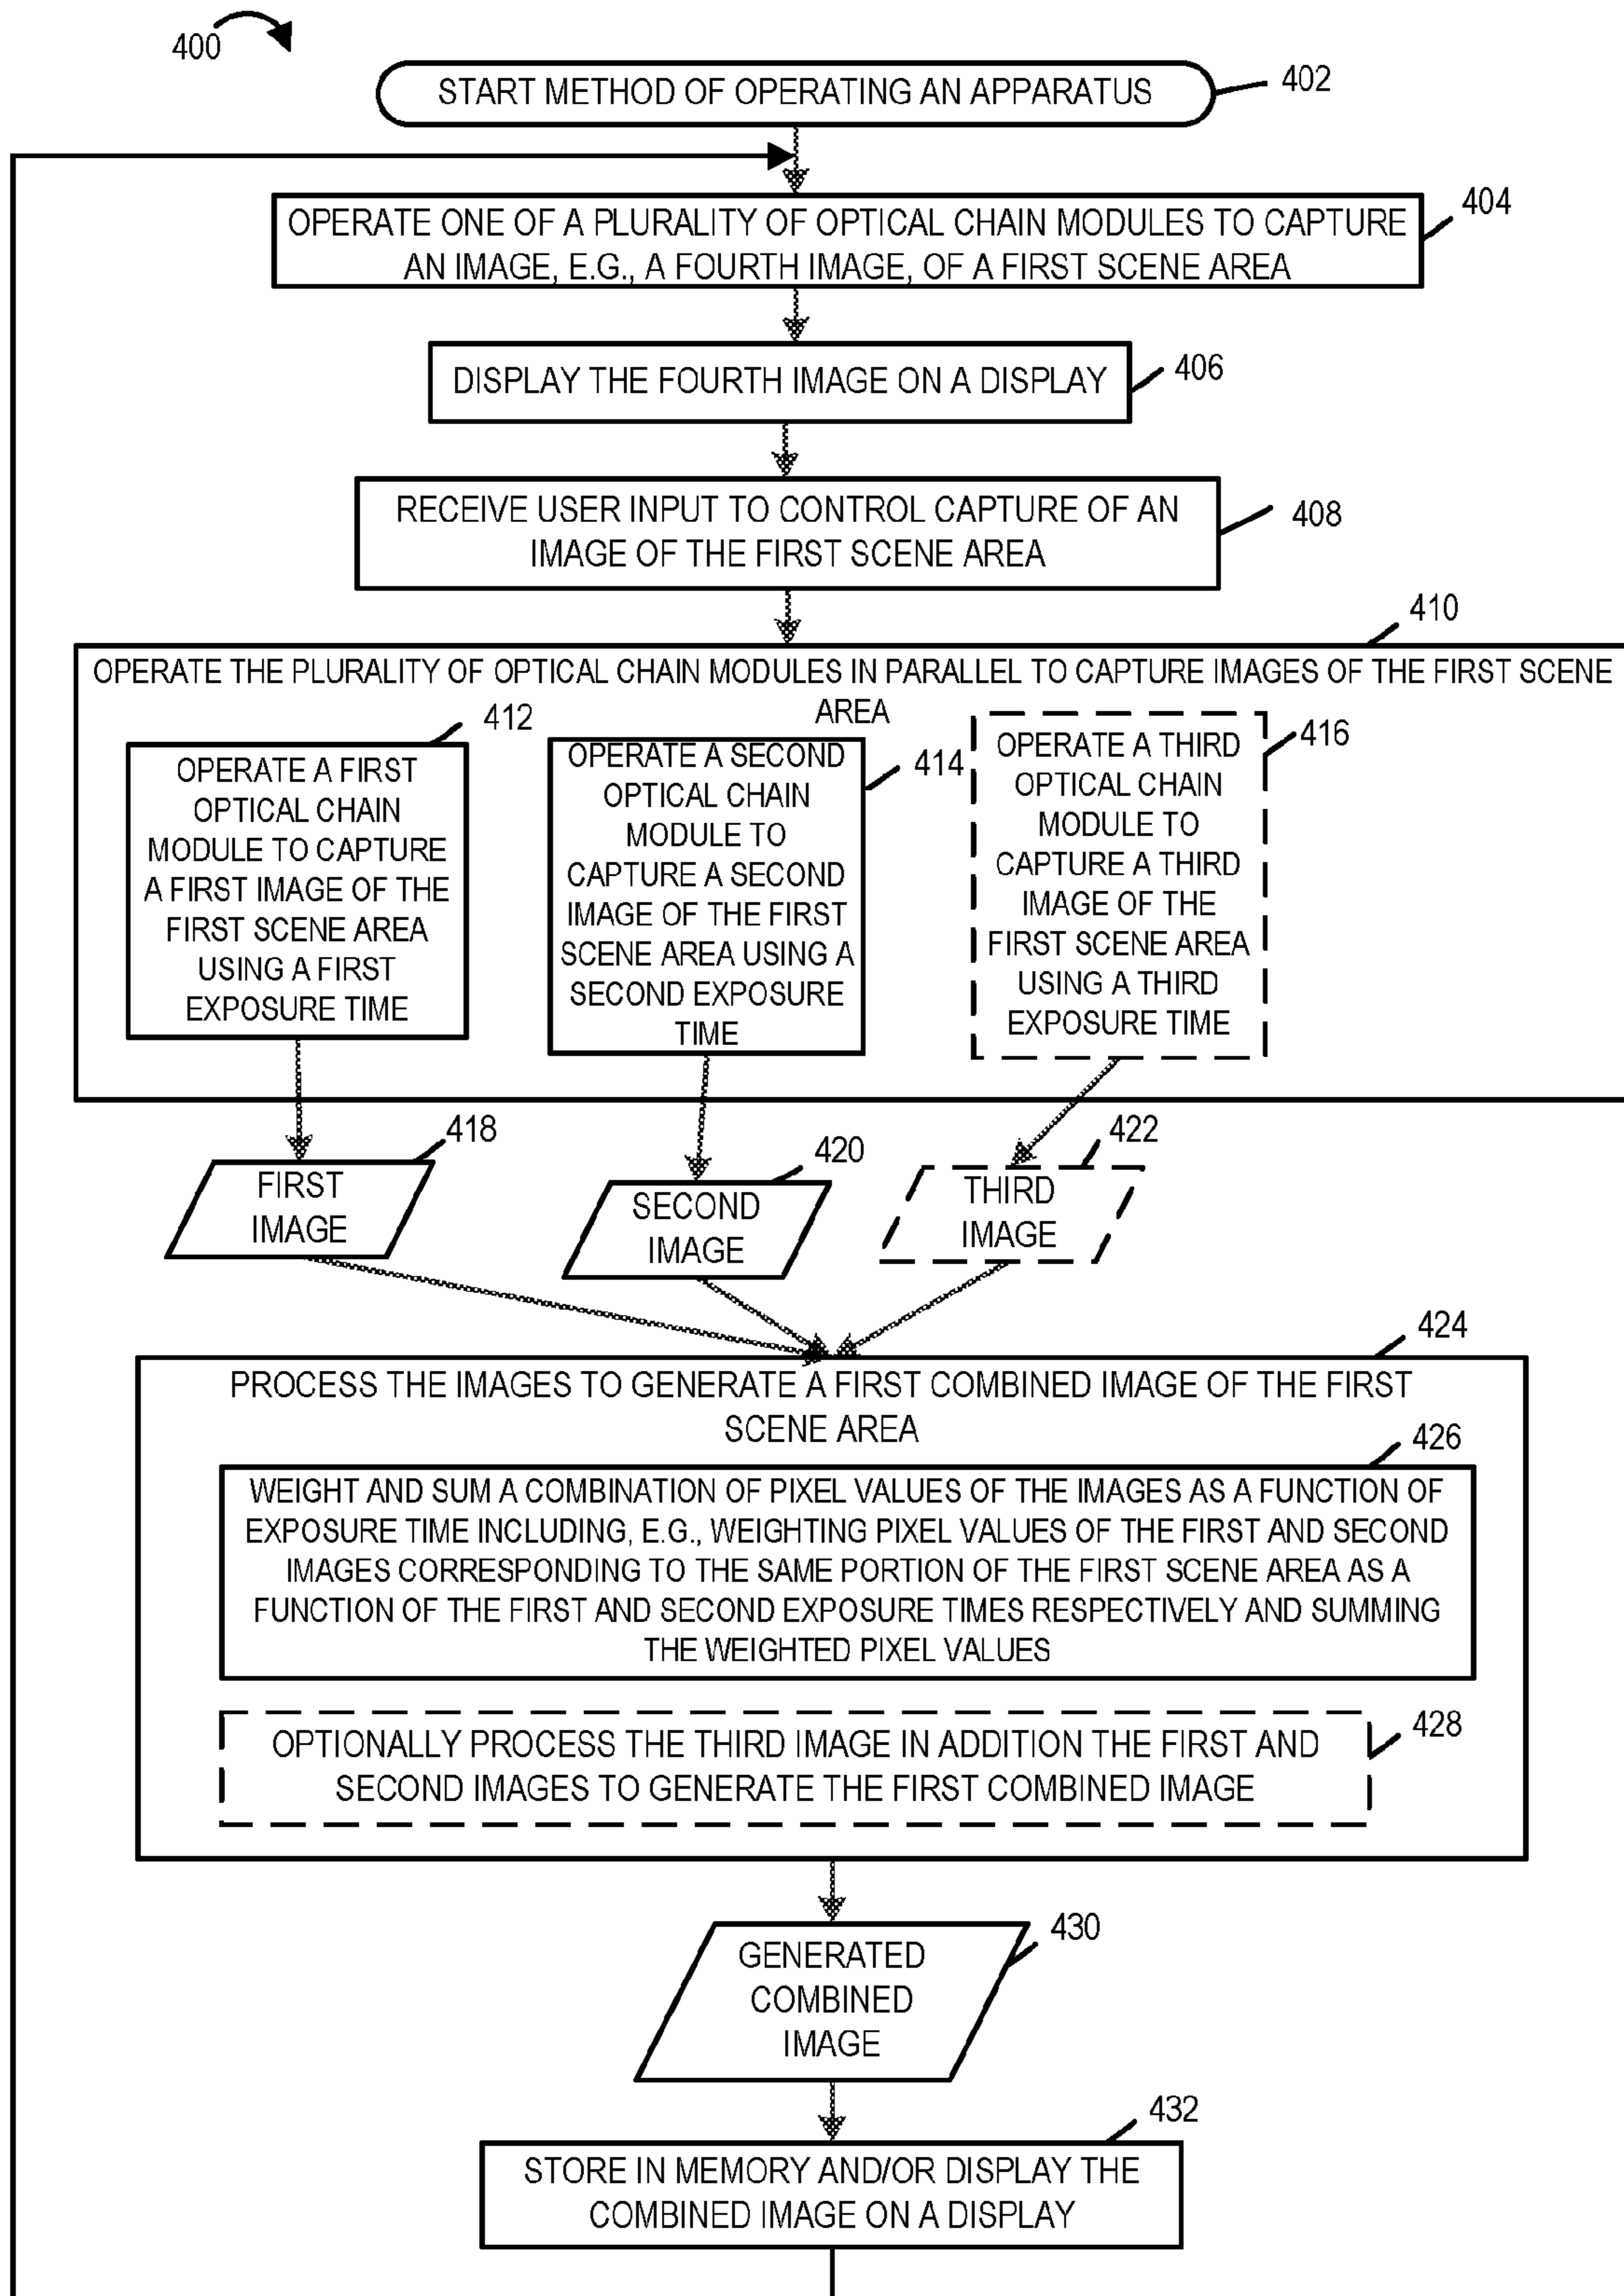 400
START METHOD OF OPERATING AN APPARATUS
402
OPERATE ONE OF A PLURALITY OF OPTICAL CHAIN MODULES TO CAPTURE
AN IMAGE, E.G., A FOURTH IMAGE, OF A FIRST SCENE AREA
404
DISPLAY THE FOURTH IMAGE ON A DISPLAY
406
RECEIVE USER INPUT TO CONTROL CAPTURE OF AN
IMAGE OF THE FIRST SCENE AREA
408
410
OPERATE THE PLURALITY OF OPTICAL CHAIN MODULES IN PARALLEL TO CAPTURE IMAGES OF THE FIRST SCENE
AREA
412
OPERATE A FIRST
OPTICAL CHAIN
MODULE TO CAPTURE
A FIRST IMAGE OF THE
FIRST SCENE AREA
USING A FIRST
EXPOSURE TIME
414
OPERATE A SECOND
OPTICAL CHAIN
MODULE TO
CAPTURE A SECOND
IMAGE OF THE FIRST
SCENE AREA USING A
SECOND EXPOSURE
TIME
416
OPERATE A THIRD
OPTICAL CHAIN
MODULE TO
CAPTURE A THIRD
IMAGE OF THE
FIRST SCENE AREA
USING A THIRD
EXPOSURE TIME
418
FIRST
IMAGE
420
SECOND
IMAGE
422
THIRD
IMAGE
424
PROCESS THE IMAGES TO GENERATE A FIRST COMBINED IMAGE OF THE FIRST
SCENE AREA
426
WEIGHT AND SUM A COMBINATION OF PIXEL VALUES OF THE IMAGES AS A FUNCTION OF
EXPOSURE TIME INCLUDING, E.G., WEIGHTING PIXEL VALUES OF THE FIRST AND SECOND
IMAGES CORRESPONDING TO THE SAME PORTION OF THE FIRST SCENE AREA AS A
FUNCTION OF THE FIRST AND SECOND EXPOSURE TIMES RESPECTIVELY AND SUMMING
THE WEIGHTED PIXEL VALUES
428
OPTIONALLY PROCESS THE THIRD IMAGE IN ADDITION THE FIRST AND
SECOND IMAGES TO GENERATE THE FIRST COMBINED IMAGE
430
GENERATED
COMBINED
IMAGE
432
STORE IN MEMORY AND/OR DISPLAY THE
COMBINED IMAGE ON A DISPLAY